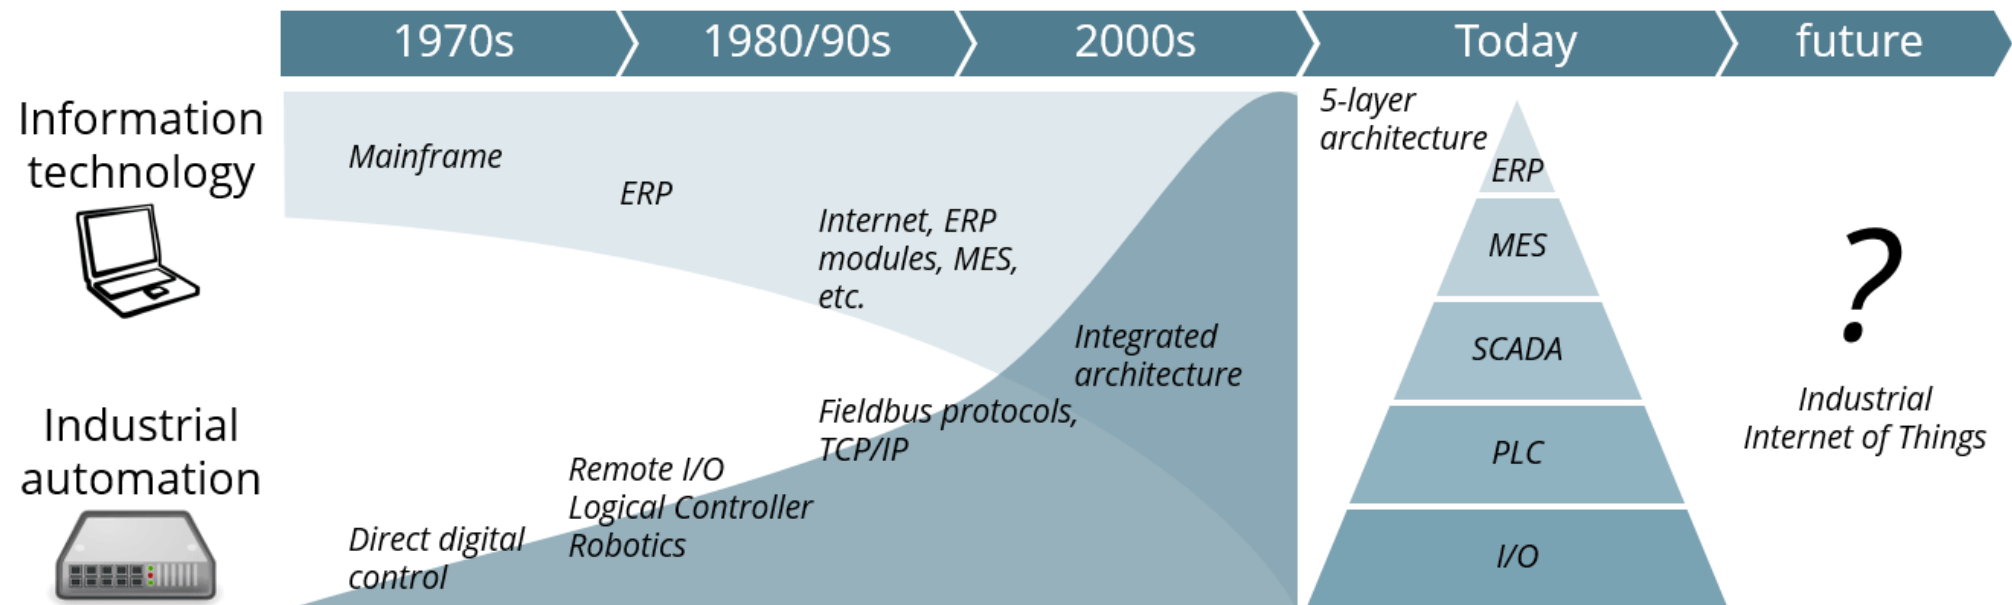 1970s
1980/90s
2000s
Today
future
Information
technology
Industrial
automation
Mainframe
ERP
Internet, ERP
modules, MES,
etc.
Integrated
architecture
Fieldbus protocols,
TCP/IP
Remote I/O
Logical Controller
Robotics
Direct digital
control
5-layer
architecture
ERP
MES
SCADA
PLC
I/O
?
Industrial
Internet of Things